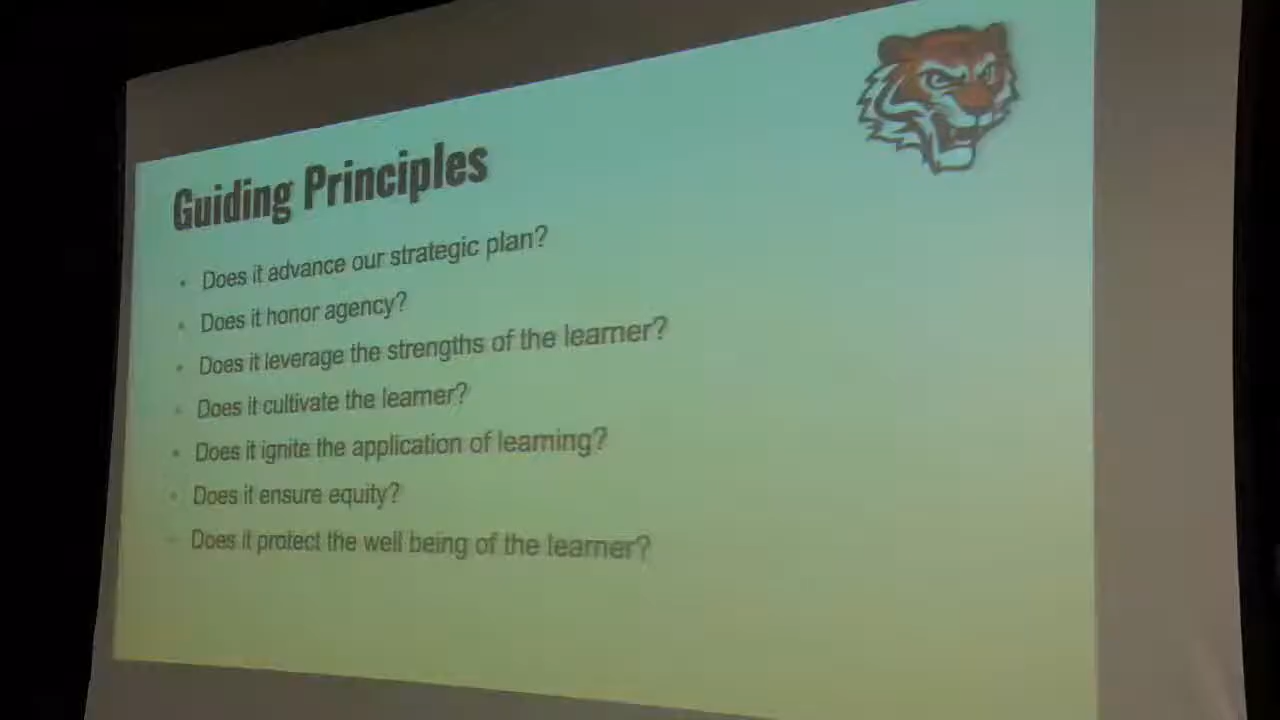 Guiding Principles
Does it advance our strategic plan?
Does it honor agency?
Does it leverage the strengths of the learner?
Does it cultivate the learner?
Does it ignite the application of learning?
Does it ensure equity?
Does it protect the well being of the learner?